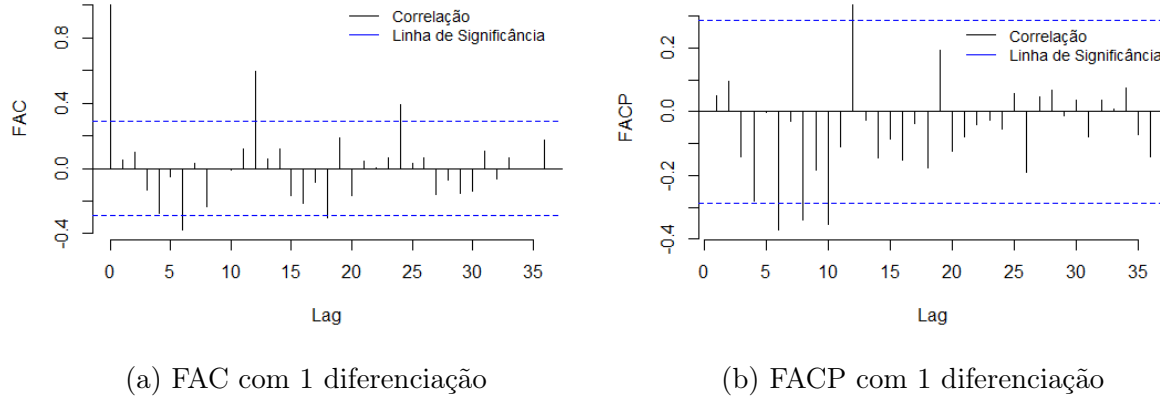 Correlação
Linha de Significância
FAC
0.8
0.4
0.0
-0.4
0 5 10 15 20 25 30 35
Lag
(a) FAC com 1 diferenciação
Correlação
Linha de Significância
FACP
0.2
0.0
-0.2
-0.4
0 5 10 15 20 25 30 35
Lag
(b) FACP com 1 diferenciação